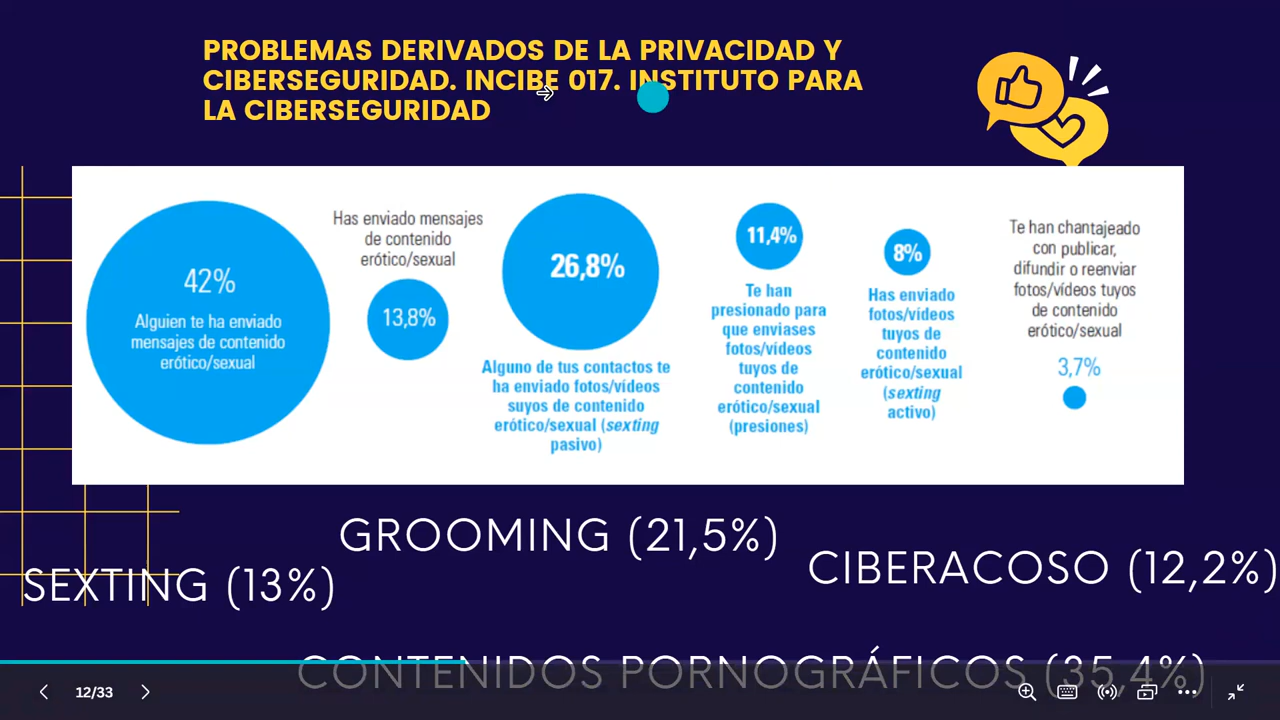 PROBLEMAS DERIVADOS DE LA PRIVACIDAD Y
CIBERSEGURIDAD. INCIBE 017. INSTITUTO PARA
LA CIBERSEGURIDAD
42%
Alguien te ha enviado
mensajes de contenido
erótico/sexual
Has enviado mensajes
de contenido
erótico/sexual
13,8%
26,8%
Alguno de tus contactos te
ha enviado fotos/vídeos
suyos de contenido
erótico/sexual (sexting
pasivo)
11,4%
Te han
presionado para
que enviases
fotos/vídeos
tuyos de
contenido
erótico/sexual
(presiones)
8%
Has enviado
fotos/vídeos
tuyos de
contenido
erótico/sexual
(sexting
activo)
Te han chantajeado
con publicar,
difundir o reenviar
fotos/vídeos tuyos
de contenido
erótico/sexual
3,7%
GROOMING (21,5%)
CIBERACOSO (12,2%)
SEXTING (13%)
CONTENIDOS PORNOGRÁFICOS (35,4%)
12/33